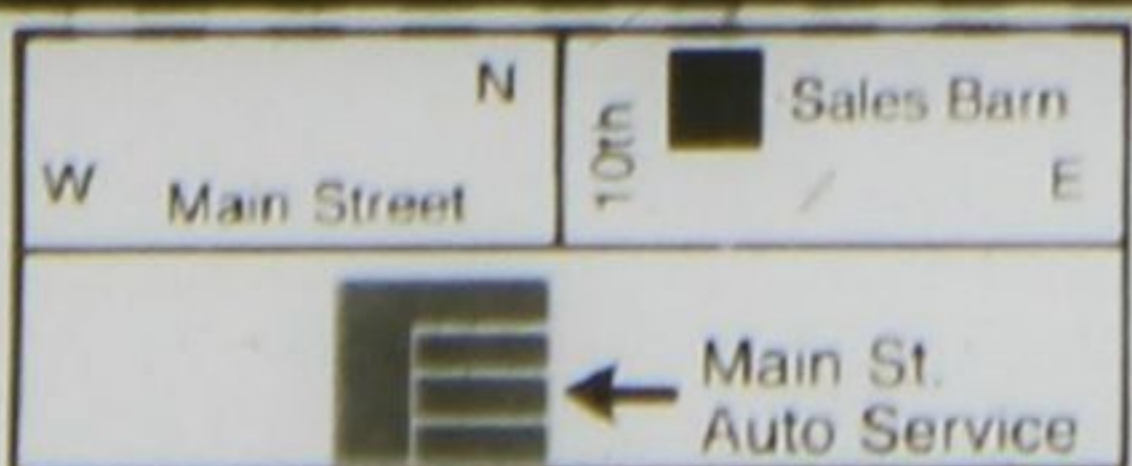 N
10th
Sales Barn
W
Main Street
E
Main St.
Auto Service